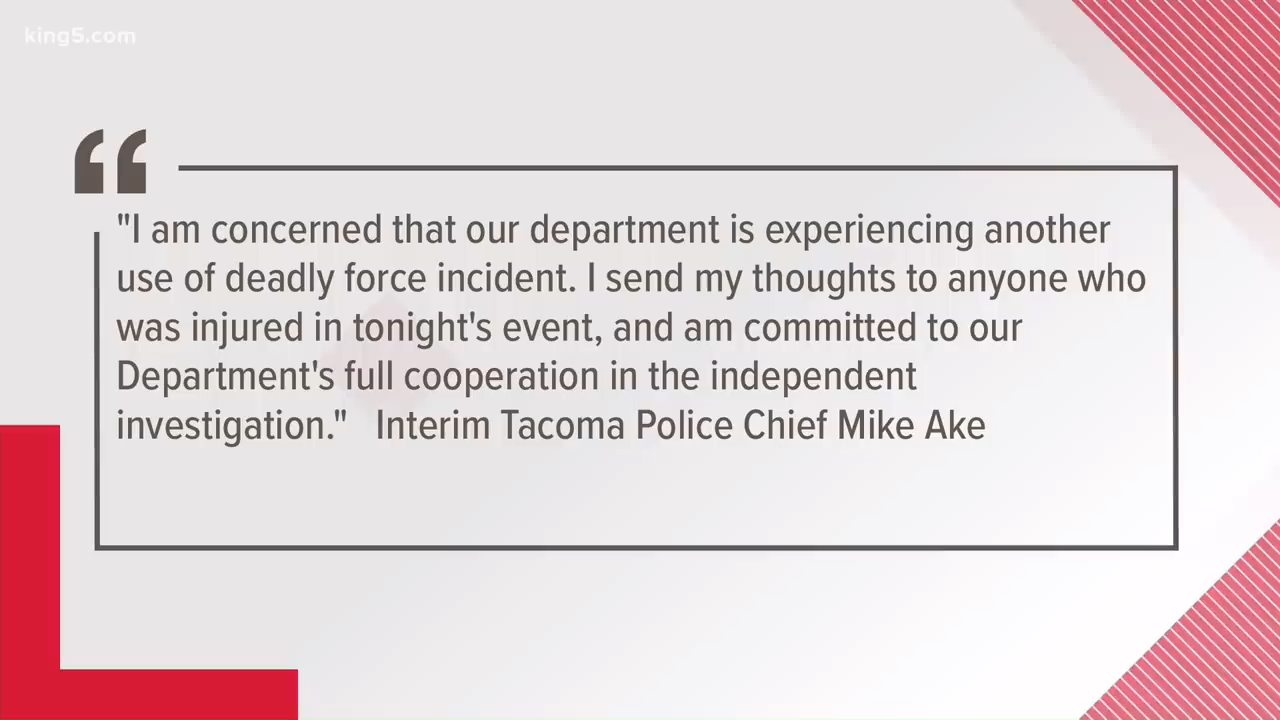 king5.com
“
"I am concerned that our department is experiencing another
use of deadly force incident. I send my thoughts to anyone who
was injured in tonight's event, and am committed to our
Department's full cooperation in the independent
investigation."   Interim Tacoma Police Chief Mike Ake